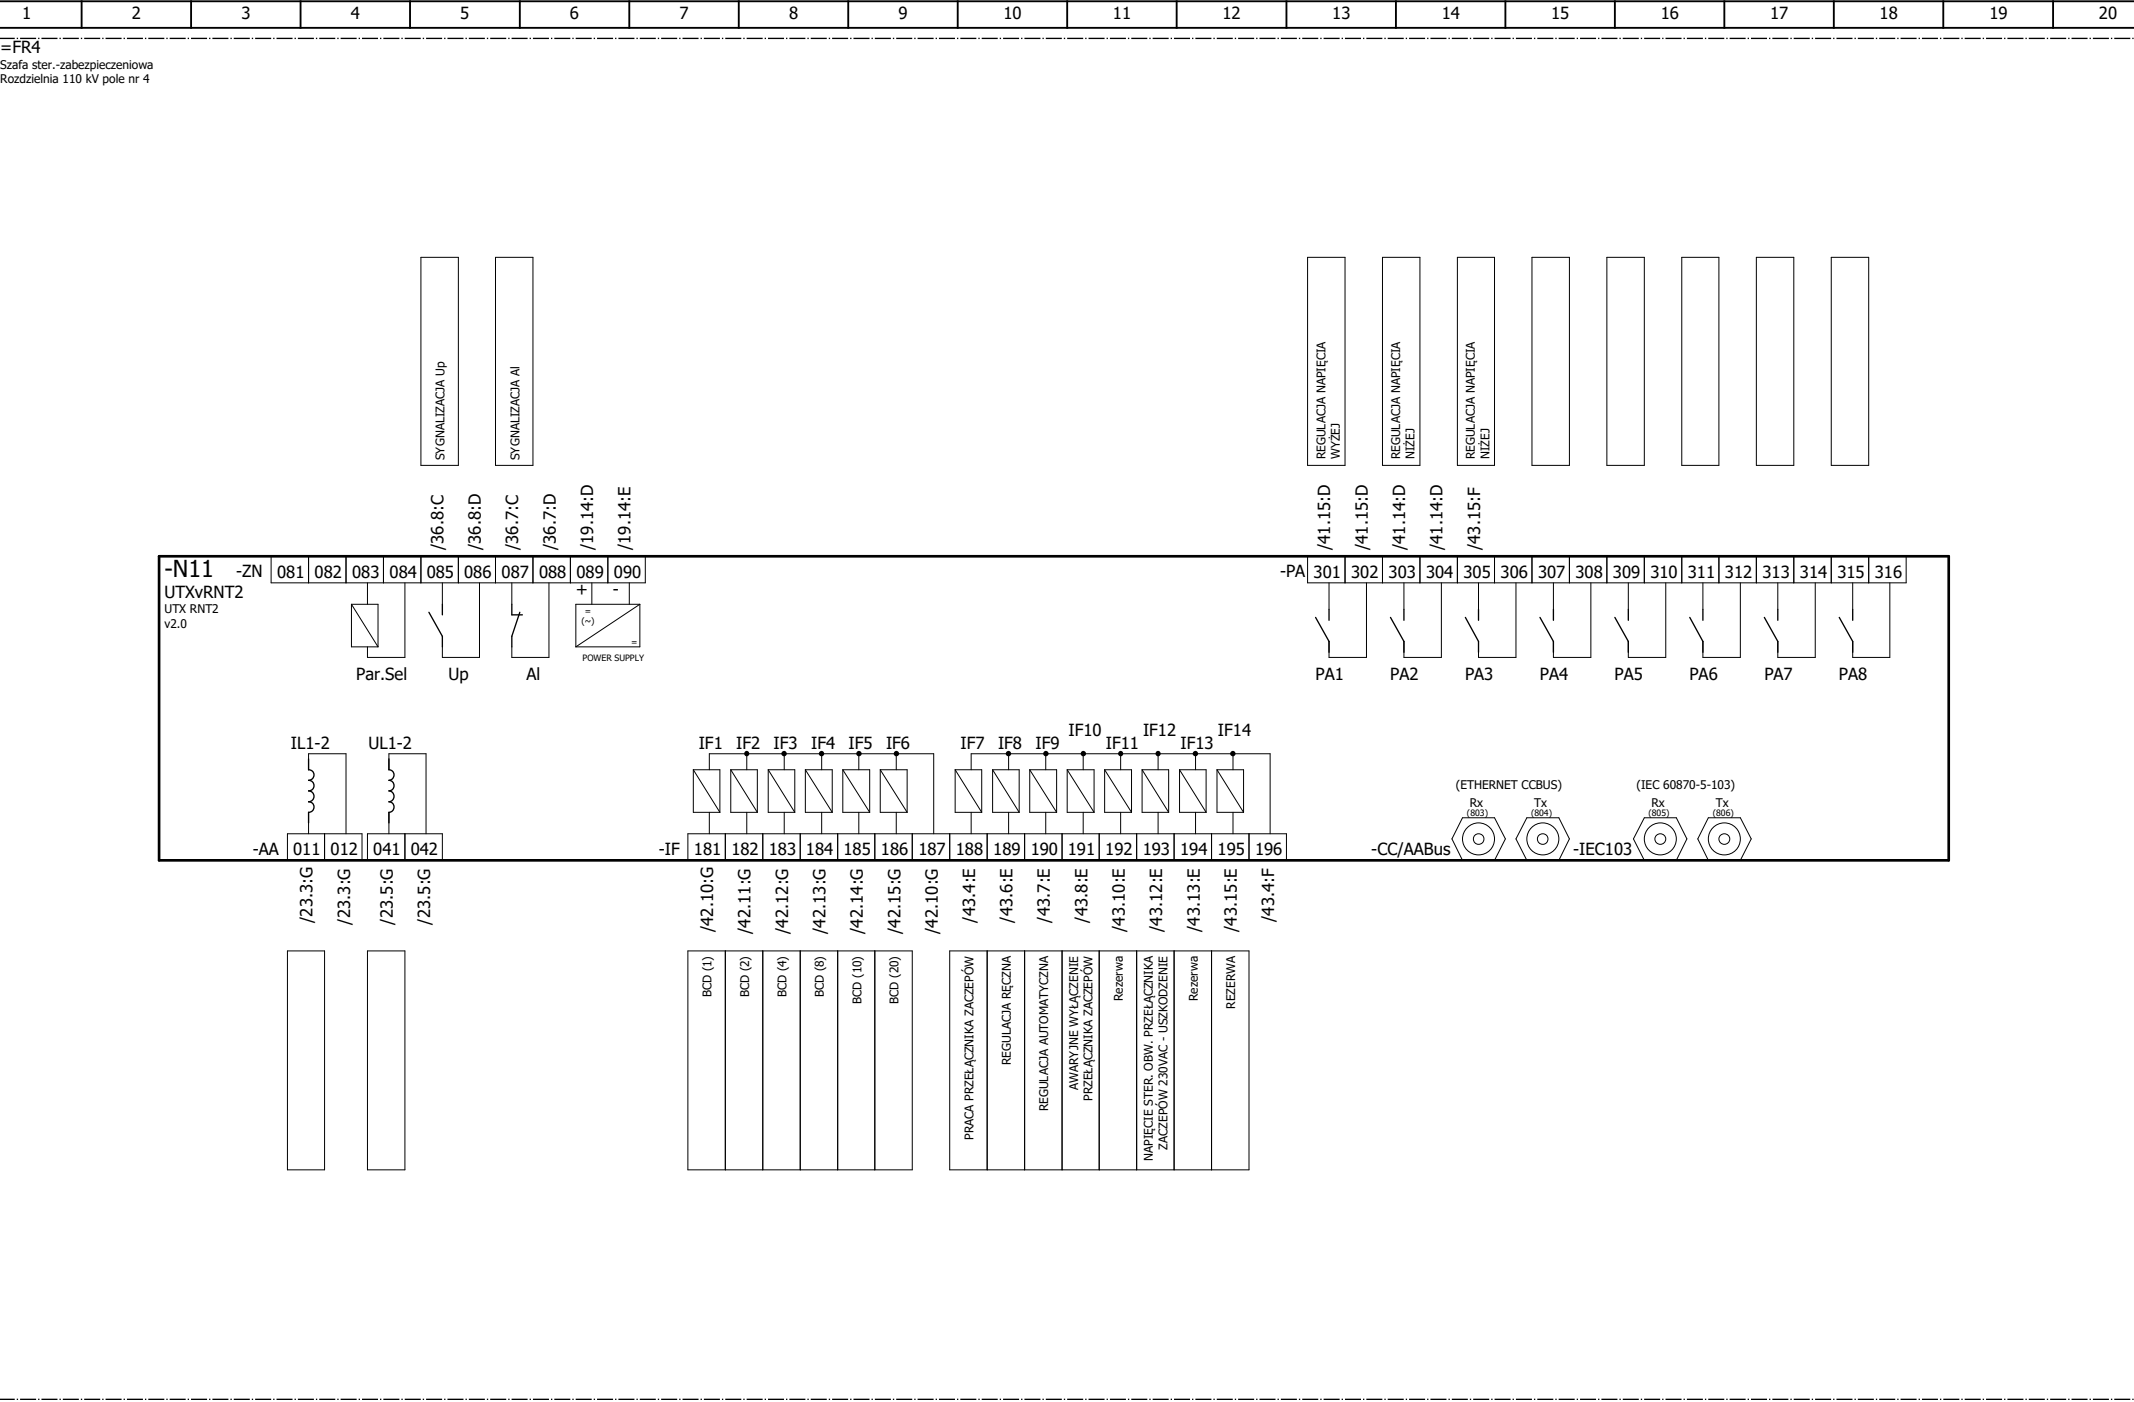 1 2 3 4 5 6 7 8 9 10 11 12 13 14 15 16 17 18 19 20
=FR4
Szafa ster.-zabezpieczeniowa
Rozdzielnia 110 kV pole nr 4
SYGNALIZACJA Up
SYGNALIZACJA Al
REGULACJA NAPIĘCIA
WYŻEJ
REGULACJA NAPIĘCIA
NIŻEJ
REGULACJA NAPIĘCIA
NIŻEJ
/36.8:C /36.8:D /36.7:C /36.7:D /19.14:D /19.14:E
/41.15:D /41.15:D /41.14:D /41.14:D /43.15:F
-N11 -ZN 081 082 083 084 085 086 087 088 089 090
-PA 301 302 303 304 305 306 307 308 309 310 311 312 313 314 315 316
UTXvRNT2
UTX RNT2
v2.0
+ -
= (~) =
POWER SUPPLY
Par.Sel Up Al
PA1 PA2 PA3 PA4 PA5 PA6 PA7 PA8
IL1-2 UL1-2
IF1 IF2 IF3 IF4 IF5 IF6 IF7 IF8 IF9 IF10 IF11 IF12 IF13 IF14
(ETHERNET CCBUS) (IEC 60870-5-103)
Rx Tx Rx Tx
(803) (804) (805) (806)
-AA 011 012 041 042
-IF 181 182 183 184 185 186 187 188 189 190 191 192 193 194 195 196
-CC/AABus -IEC103
/23.3:G /23.3:G /23.5:G /23.5:G
/42.10:G /42.11:G /42.12:G /42.13:G /42.14:G /42.15:G /42.10:G /43.4:E /43.6:E /43.7:E /43.8:E /43.10:E /43.12:E /43.13:E /43.15:E /43.4:F
BCD (1)
BCD (2)
BCD (4)
BCD (8)
BCD (10)
BCD (20)
PRACA PRZEŁĄCZNIKA ZACZEPÓW
REGULACJA RĘCZNA
REGULACJA AUTOMATYCZNA
AWARYJNE WYŁĄCZENIE
PRZEŁĄCZNIKA ZACZEPÓW
Rezerwa
NAPIĘCIE STER. OBW. PRZEŁĄCZNIKA
ZACZEPÓW 230VAC - USZKODZENIE
Rezerwa
REZERWA